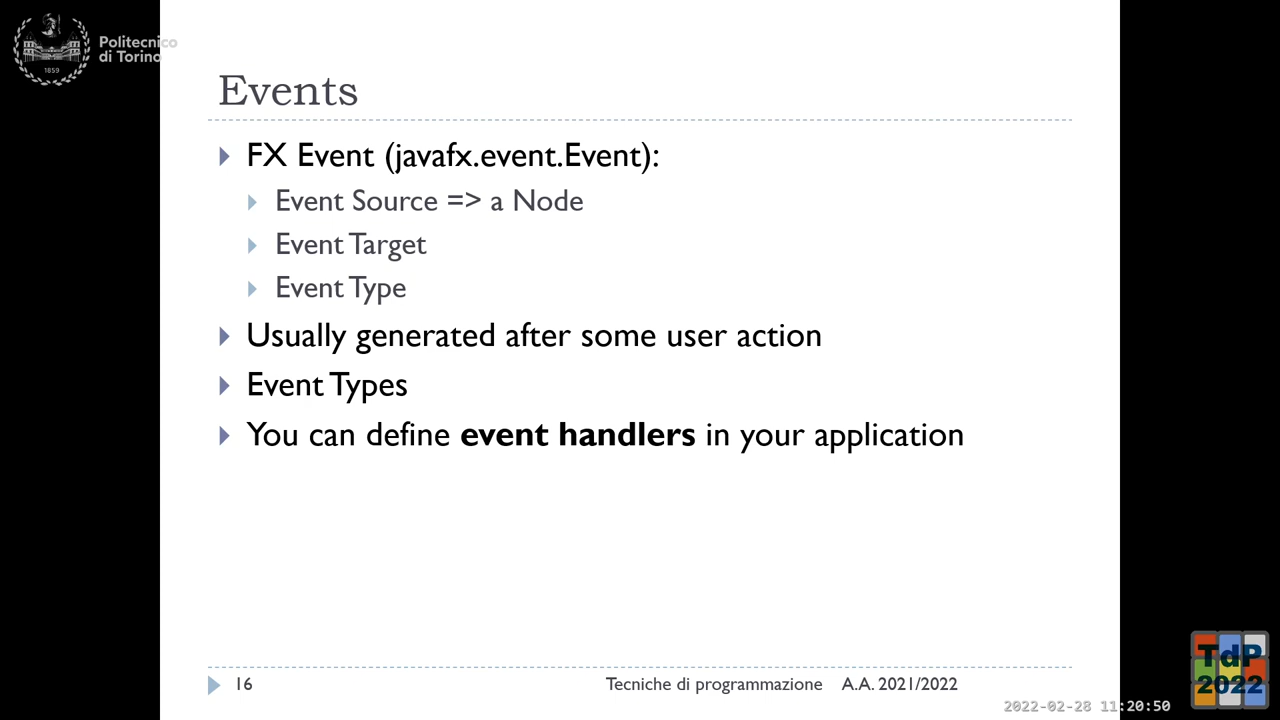 Politecnico
di Torino
1859
Events
FX Event (javafx.event.Event):
Event Source => a Node
Event Target
Event Type
Usually generated after some user action
Event Types
You can define event handlers in your application
16 Tecniche di programmazione A.A. 2021/2022
2022-02-28 11:20:50
TdP
2022